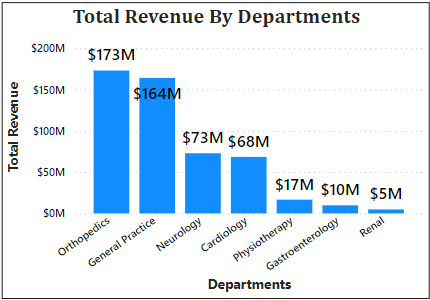 Total Revenue By Departments
Total Revenue
$200M
$150M
$100M
$50M
$0M
$173M
$164M
$73M
$68M
$17M
$10M
$5M
Orthopedics
General Practice
Neurology
Cardiology
Physiotherapy
Gastroenterology
Renal
Departments